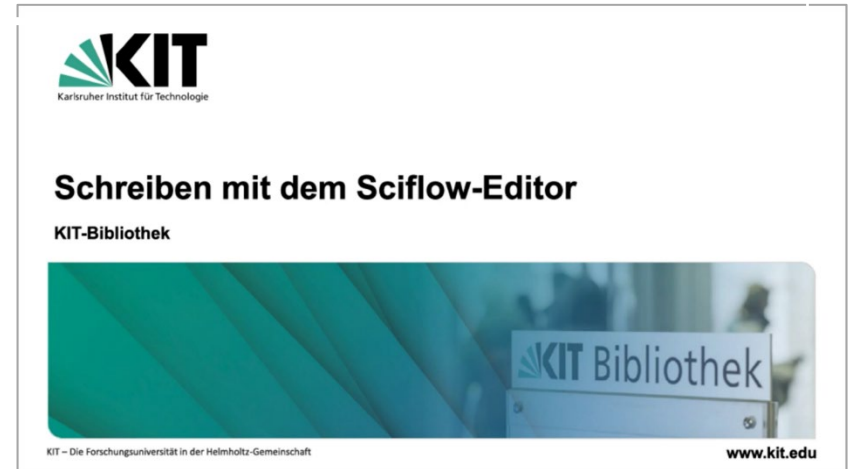 KIT
Karlsruher Institut für Technologie
Schreiben mit dem Sciflow-Editor
KIT-Bibliothek
KIT Bibliothek
KIT – Die Forschungsuniversität in der Helmholtz-Gemeinschaft
www.kit.edu